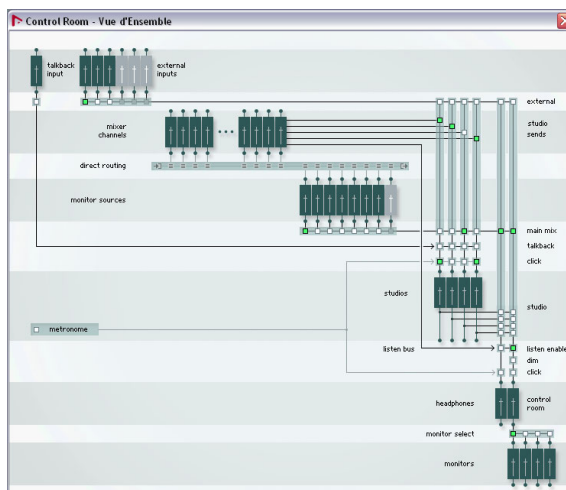 Control Room - Vue d'Ensemble
talkback
input
external
inputs
external
mixer
channels
studio
sends
direct routing
monitor sources
main mix
talkback
click
studios
studio
metronome
listen bus
listen enable
dim
click
headphones
control
room
monitor select
monitors